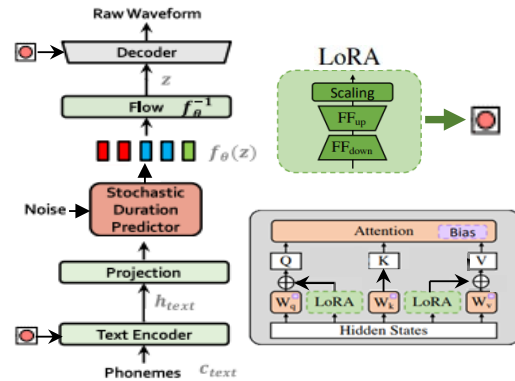 Raw Waveform
Decoder
z
Flow f_θ^{-1}
f_θ(z)
Stochastic
Duration
Predictor
Noise
Projection
h_text
Text Encoder
Phonemes c_text
LoRA
Scaling
FF_up
FF_down
Attention Bias
Q K V
W_q LoRA W_k LoRA W_v
Hidden States